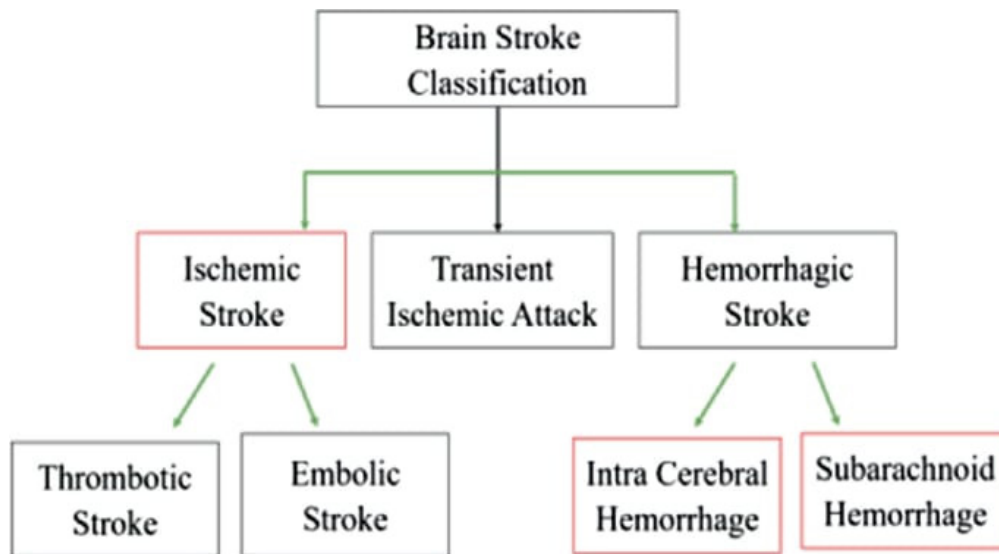 Brain Stroke
Classification
Ischemic
Stroke
Transient
Ischemic Attack
Hemorrhagic
Stroke
Thrombotic
Stroke
Embolic
Stroke
Intra Cerebral
Hemorrhage
Subarachnoid
Hemorrhage